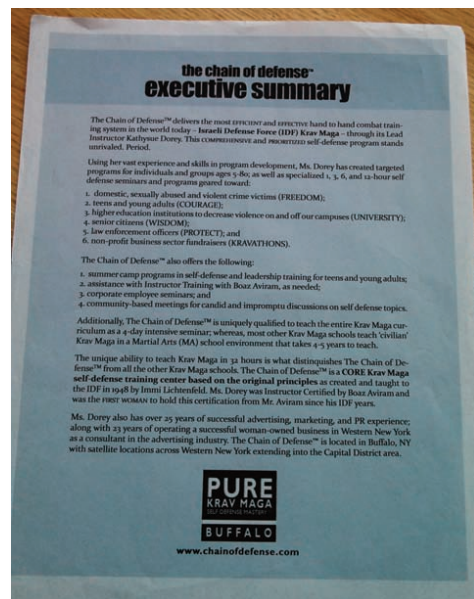 the chain of defense™
executive summary
The Chain of Defense™ delivers the most EFFICIENT and EFFECTIVE hand to hand combat train-
ing system in the world today – Israeli Defense Force (IDF) Krav Maga – through its Lead
Instructor Kathysue Dorey. This COMPREHENSIVE and PRIORITIZED self-defense program stands
unrivaled. Period.
Using her vast experience and skills in program development, Ms. Dorey has created targeted
programs for individuals and groups ages 5-80; as well as specialized 1, 3, 6, and 12-hour self
defense seminars and programs geared toward:
1. domestic, sexually abused and violent crime victims (FREEDOM);
2. teens and young adults (COURAGE);
3. higher education institutions to decrease violence on and off our campuses (UNIVERSITY);
4. senior citizens (WISDOM);
5. law enforcement officers (PROTECT); and
6. non-profit business sector fundraisers (KRAVATHONS).
The Chain of Defense™ also offers the following:
1. summer camp programs in self-defense and leadership training for teens and young adults;
2. assistance with Instructor Training with Boaz Aviram, as needed;
3. corporate employee seminars; and
4. community-based meetings for candid and impromptu discussions on self defense topics.
Additionally, The Chain of Defense™ is uniquely qualified to teach the entire Krav Maga cur-
riculum as a 4-day intensive seminar; whereas, most other Krav Maga schools teach 'civilian'
Krav Maga in a Martial Arts (MA) school environment that takes 4-5 years to teach.
The unique ability to teach Krav Maga in 32 hours is what distinguishes The Chain of De-
fense™ from all the other Krav Maga schools. The Chain of Defense™ is a CORE Krav Maga
self-defense training center based on the original principles as created and taught to
the IDF in 1948 by Immi Lichtenfeld. Ms. Dorey was Instructor Certified by Boaz Aviram and
was the FIRST WOMAN to hold this certification from Mr. Aviram since his IDF years.
Ms. Dorey also has over 25 years of successful advertising, marketing, and PR experience;
along with 23 years of operating a successful woman-owned business in Western New York
as a consultant in the advertising industry. The Chain of Defense™ is located in Buffalo, NY
with satellite locations across Western New York extending into the Capital District area.
PURE
KRAV MAGA
SELF DEFENSE MASTERY
BUFFALO
www.chainofdefense.com